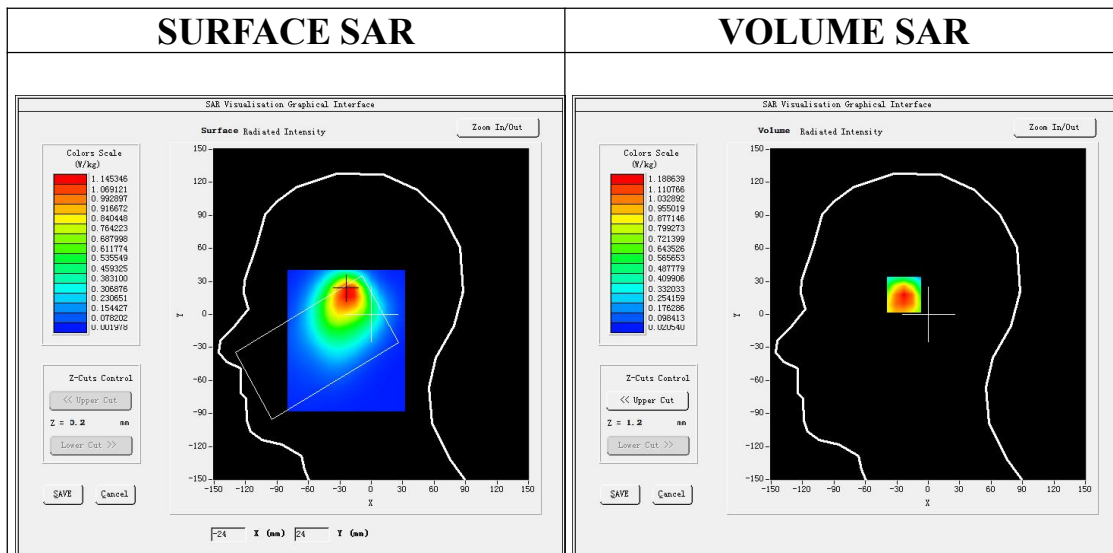 SURFACE SAR
VOLUME SAR
SAR Visualisation Graphical Interface
Surface Radiated Intensity
Zoom In/Out
Colors Scale
(W/kg)
1.145346
1.069121
0.992897
0.916672
0.840448
0.764223
0.687998
0.611774
0.535549
0.459325
0.383100
0.306876
0.230651
0.154427
0.078202
0.001978
150
120
90
60
30
0
-30
-60
-90
-120
-150
Y
-150 -120 -90 -60 -30 0 30 60 90 120 150
X
Z-Cuts Control
<< Upper Cut
Z = 3.2 mm
Lower Cut >>
SAVE Cancel
-24 X (mm) 24 Y (mm)
SAR Visualisation Graphical Interface
Volume Radiated Intensity
Zoom In/Out
Colors Scale
(W/kg)
1.188639
1.110766
1.032892
0.955019
0.877146
0.799273
0.721399
0.643526
0.565653
0.487779
0.409906
0.332033
0.254159
0.176286
0.098413
0.020540
150
120
90
60
30
0
-30
-60
-90
-120
-150
Y
-150 -120 -90 -60 -30 0 30 60 90 120 150
X
Z-Cuts Control
<< Upper Cut
Z = 1.2 mm
Lower Cut >>
SAVE Cancel